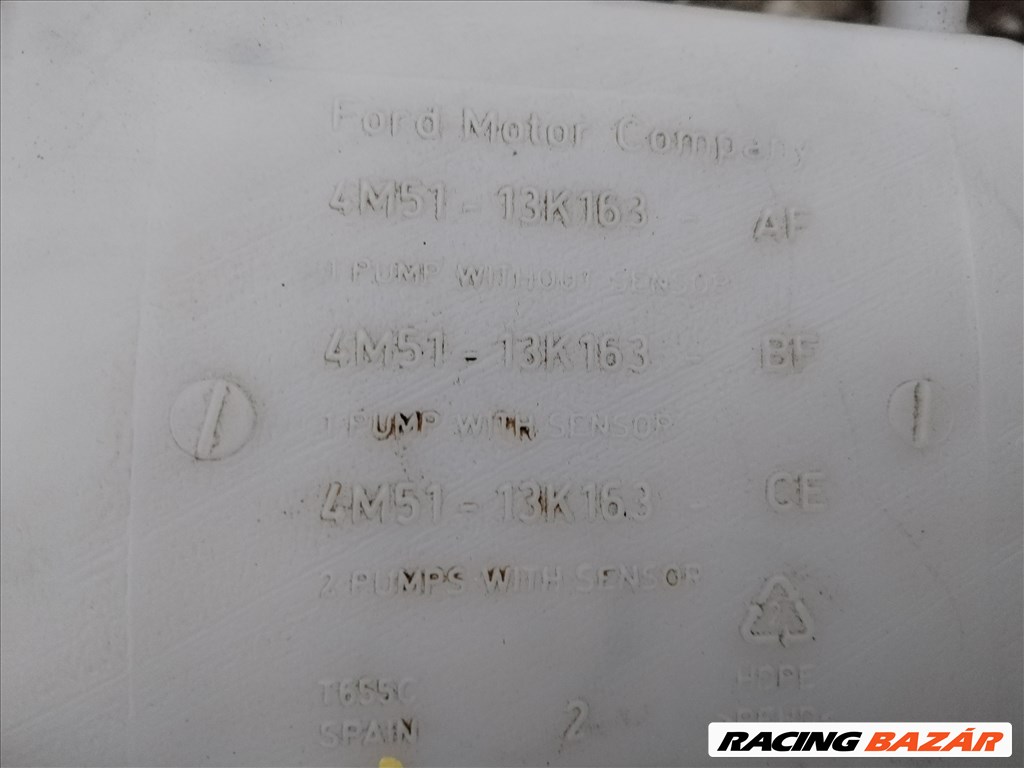 Ford Motor Company
4M51 - 13K163 - AF
1 PUMP WITHOUT SENSOR
4M51 - 13K163 - BF
1 PUMP WITH SENSOR
4M51 - 13K163 - CE
2 PUMPS WITH SENSOR
T655C
SPAIN
2
HDPE
RACING BAZÁR